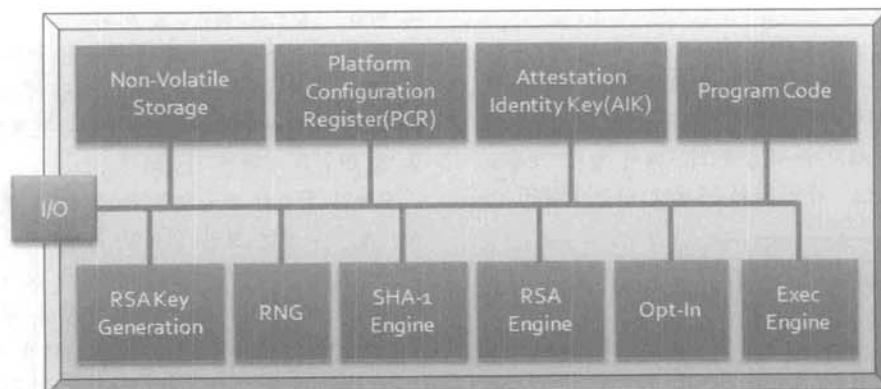 Non-Volatile
Storage
Platform
Configuration
Register(PCR)
Attestation
Identity Key(AIK)
Program Code
I/O
RSA Key
Generation
RNG
SHA-1
Engine
RSA
Engine
Opt-In
Exec
Engine